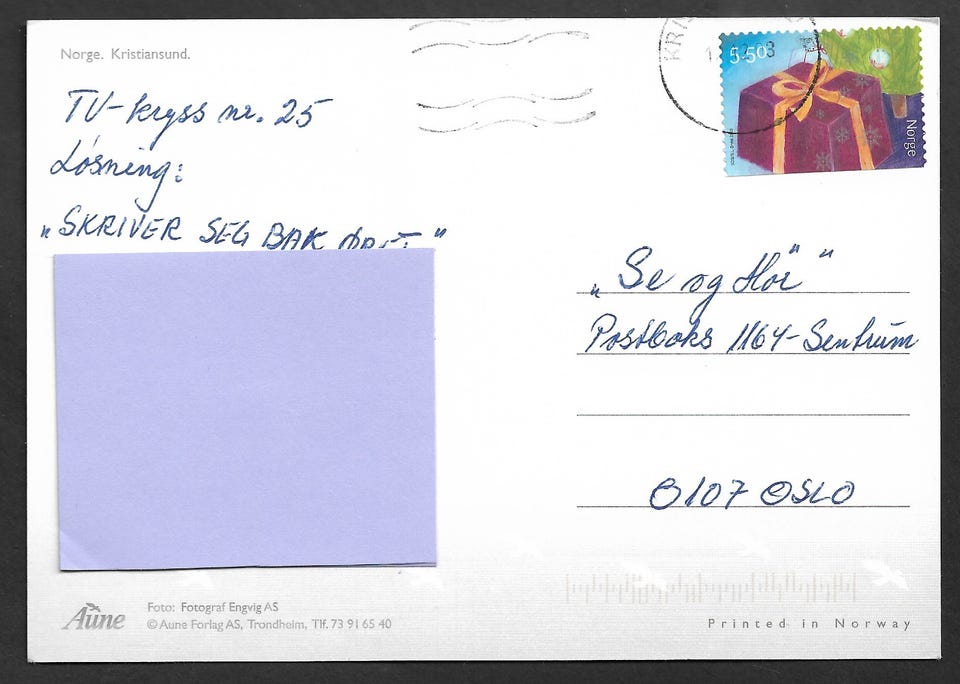 Norge. Kristiansund.
TV-kryss nr. 25
Løsning:
„SKRIVER SEG BAK ØRET"
KRIS
5.50
Norge
„Se og Hör"
Postboks 1164-Sentrum
0107 OSLO
Aune
Foto: Fotograf Engvig AS
© Aune Forlag AS, Trondheim, Tlf. 73 91 65 40
Printed in Norway